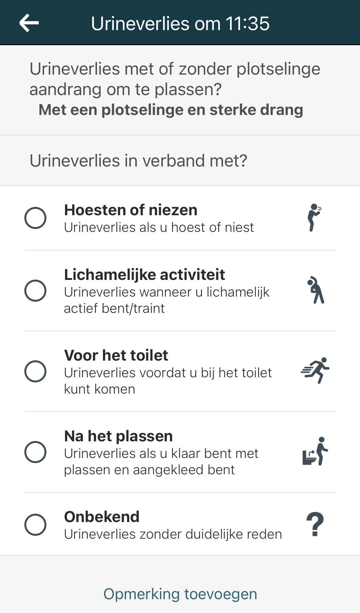 Urineverlies om 11:35
Urineverlies met of zonder plotselinge
aandrang om te plassen?
Met een plotselinge en sterke drang
Urineverlies in verband met?
Hoesten of niezen
Urineverlies als u hoest of niest
Lichamelijke activiteit
Urineverlies wanneer u lichamelijk
actief bent/traint
Voor het toilet
Urineverlies voordat u bij het toilet
kunt komen
Na het plassen
Urineverlies als u klaar bent met
plassen en aangekleed bent
Onbekend
Urineverlies zonder duidelijke reden
?
Opmerking toevoegen